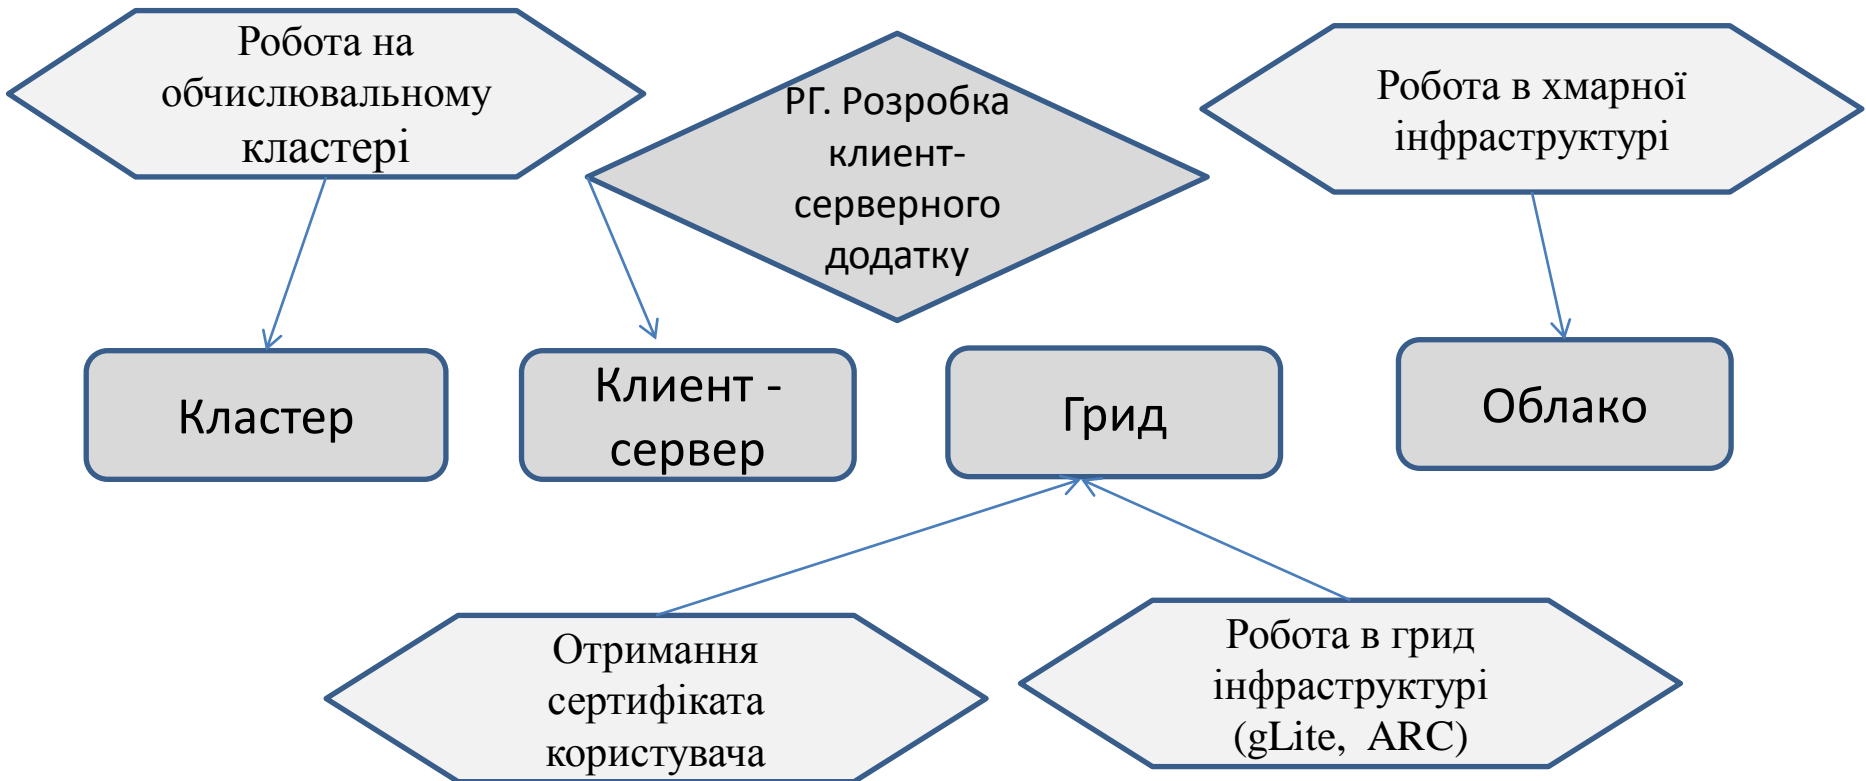 Робота на
обчислювальному
кластері
РГ. Розробка
клиент-
серверного
додатку
Робота в хмарної
інфраструктурі
Кластер
Клиент -
сервер
Грид
Облако
Отримання
сертифіката
користувача
Робота в грид
інфраструктурі
(gLite, ARC)